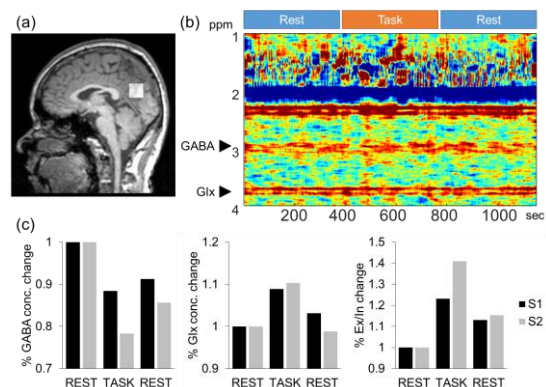 (a)
(b)
ppm
Rest Task Rest
1
2
GABA
3
Glx
4
200 400 600 800 1000 sec
(c)
% GABA conc. change
1
0.9
0.8
0.7
REST TASK REST
% Glx conc. change
1.2
1.1
1
0.9
REST TASK REST
% Ex/In conc. change
1.5
1.4
1.3
1.2
1.1
1
0.9
REST TASK REST
S1
S2